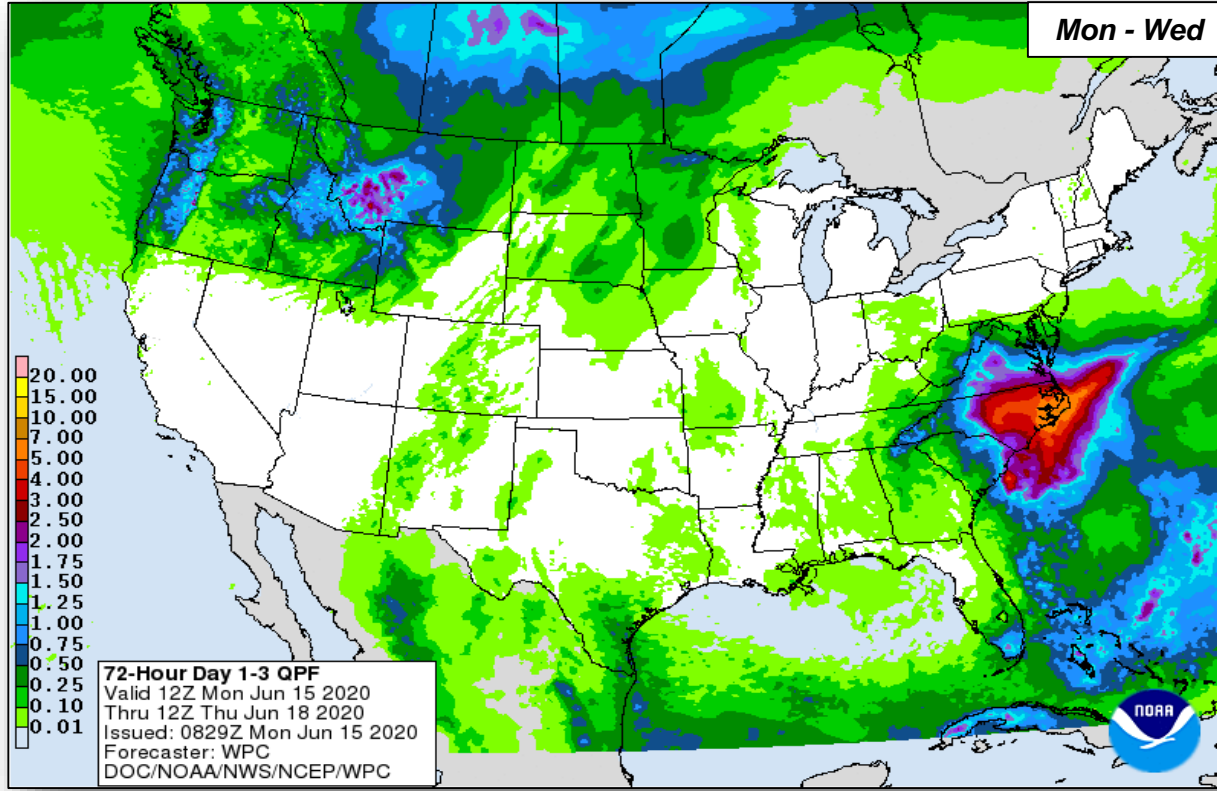 Mon - Wed
20.00
15.00
10.00
7.00
5.00
4.00
3.00
2.50
2.00
1.75
1.50
1.25
1.00
0.75
0.50
0.25
0.10
0.01
72-Hour Day 1-3 QPF
Valid 12Z Mon Jun 15 2020
Thru 12Z Thu Jun 18 2020
Issued: 0829Z Mon Jun 15 2020
Forecaster: WPC
DOC/NOAA/NWS/NCEP/WPC
NOAA